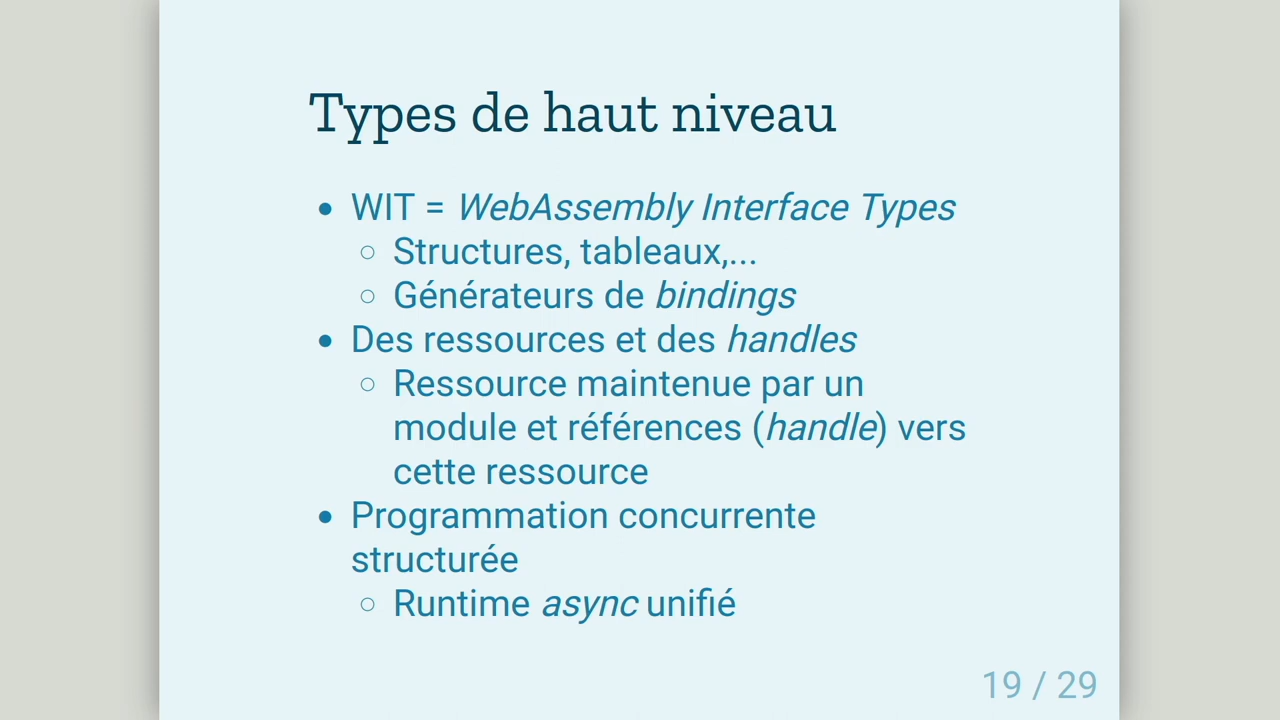 Types de haut niveau
• WIT = WebAssembly Interface Types
○ Structures, tableaux,...
○ Générateurs de bindings
• Des ressources et des handles
○ Ressource maintenue par un
module et références (handle) vers
cette ressource
• Programmation concurrente
structurée
○ Runtime async unifié
19 / 29